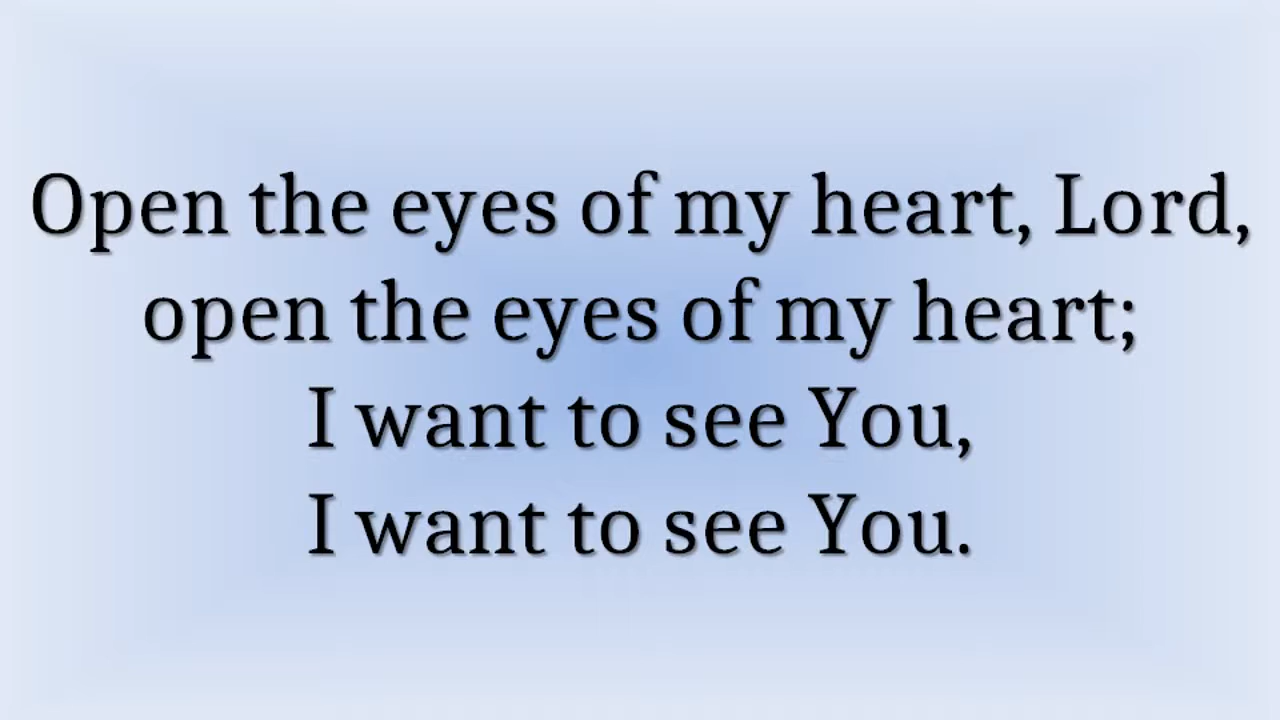 Open the eyes of my heart, Lord,
open the eyes of my heart;
I want to see You,
I want to see You.